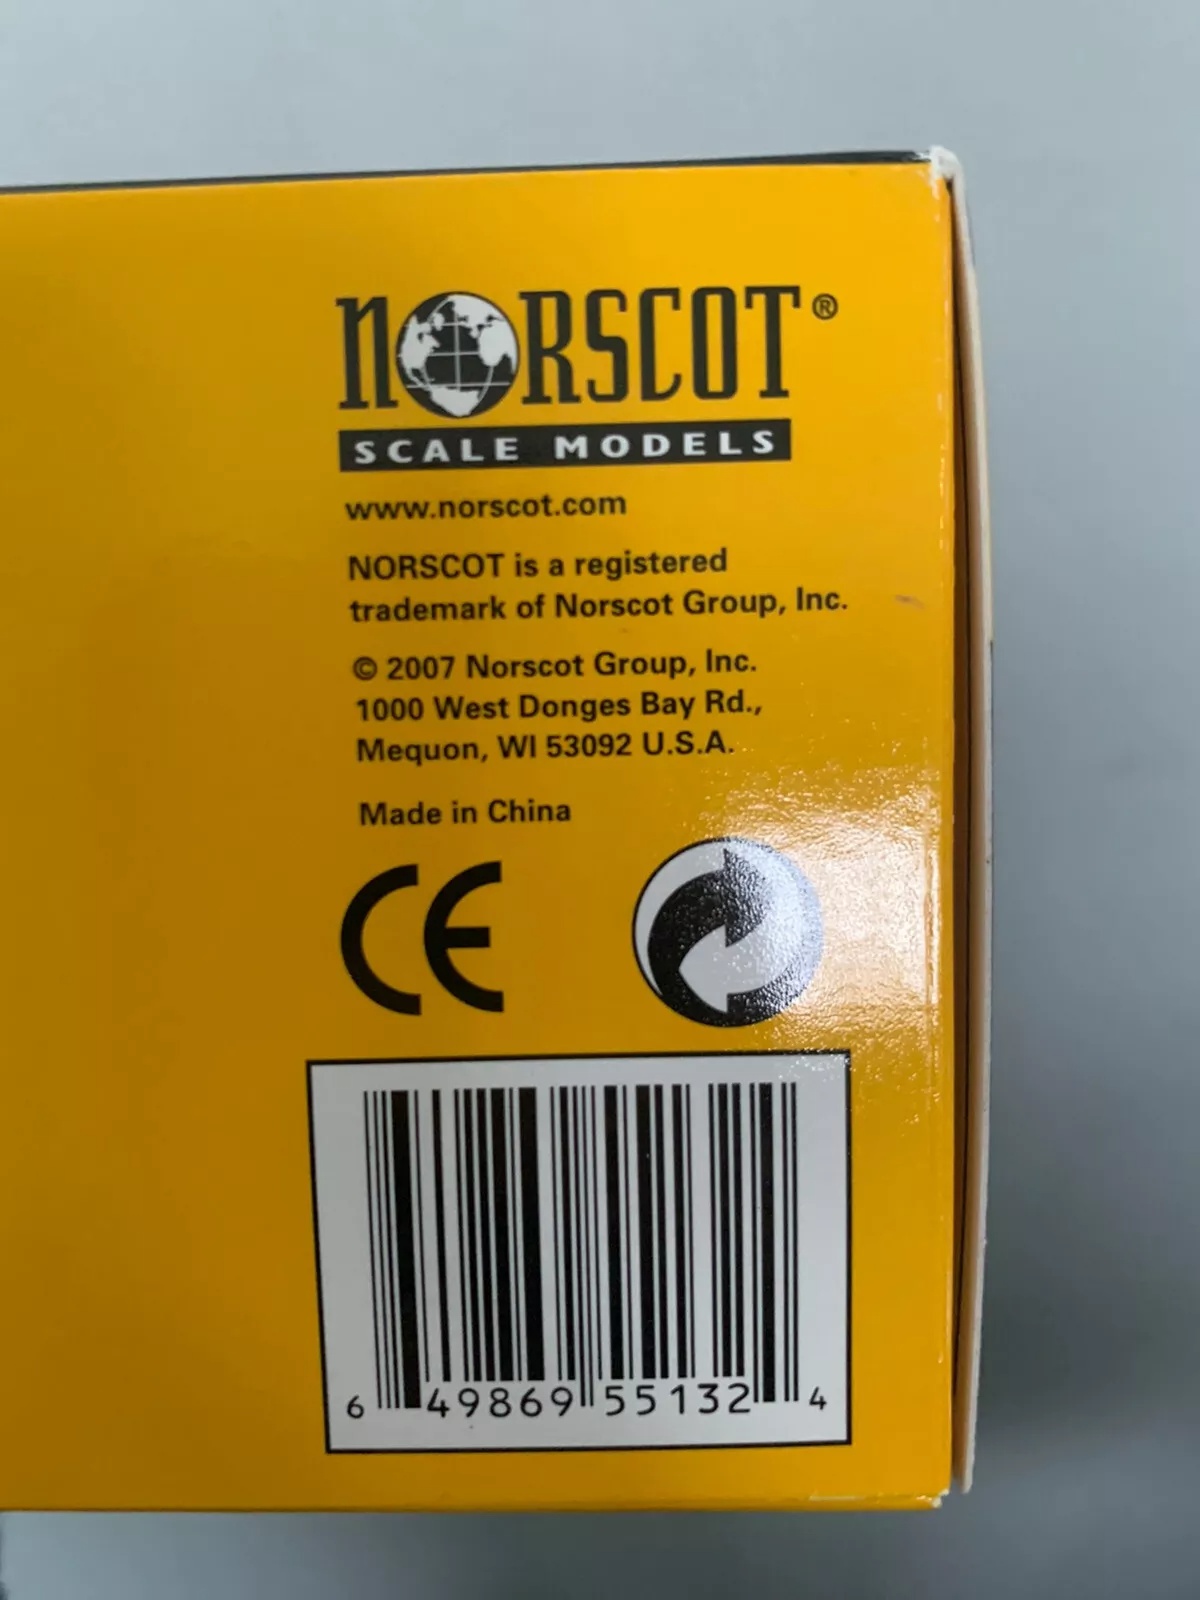 NORSCOT®
SCALE MODELS
www.norscot.com
NORSCOT is a registered
trademark of Norscot Group, Inc.
© 2007 Norscot Group, Inc.
1000 West Donges Bay Rd.,
Mequon, WI 53092 U.S.A.
Made in China
CE
6 49869 55132 4